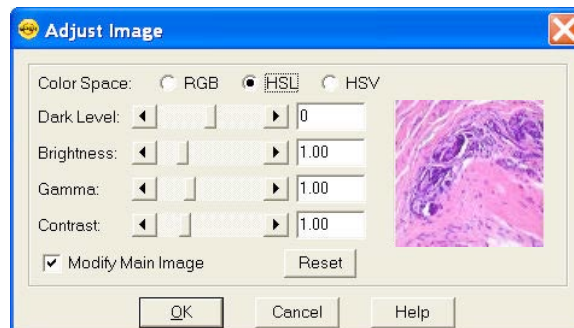 Adjust Image
Color Space: RGB HSL HSV
Dark Level: 0
Brightness: 1.00
Gamma: 1.00
Contrast: 1.00
Modify Main Image Reset
OK Cancel Help